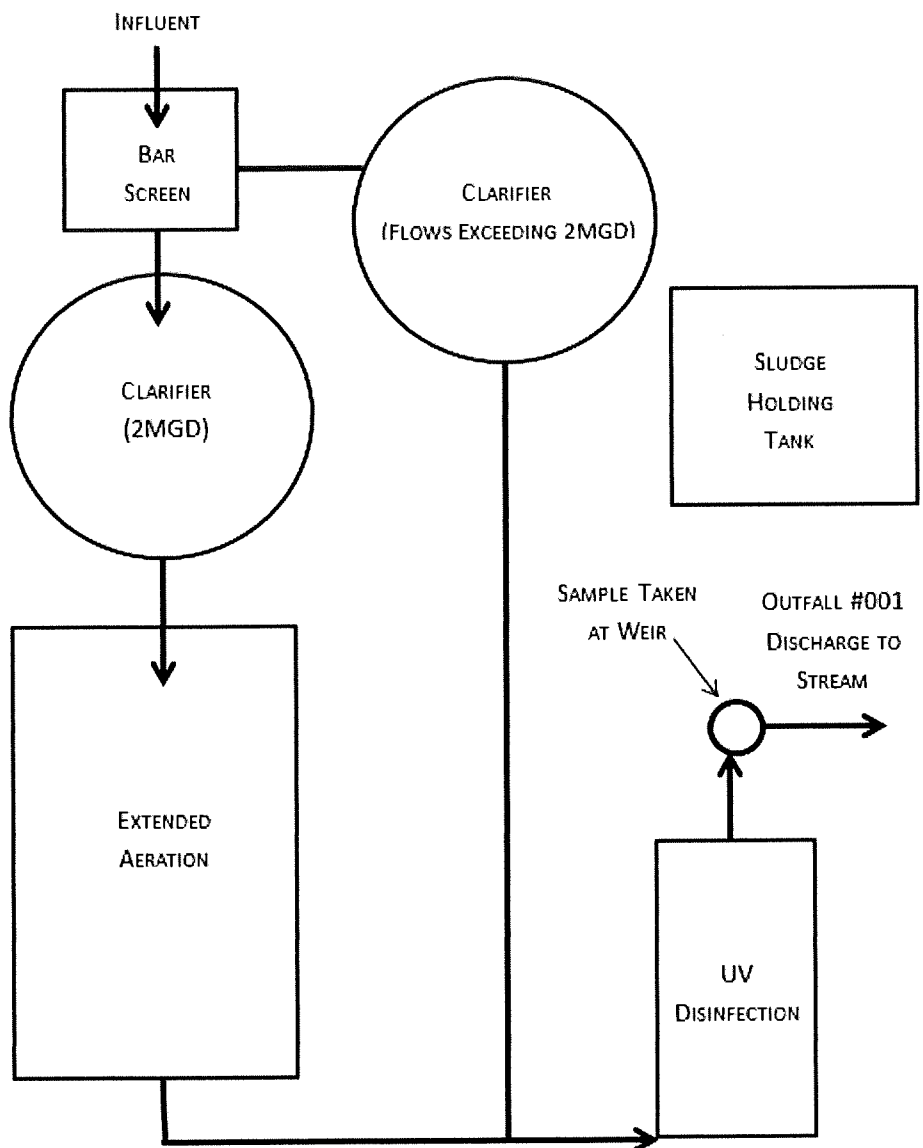 INFLUENT
BAR
SCREEN
CLARIFIER
(FLOWS EXCEEDING 2MGD)
CLARIFIER
(2MGD)
SLUDGE
HOLDING
TANK
SAMPLE TAKEN
AT WEIR
OUTFALL #001
DISCHARGE TO
STREAM
EXTENDED
AERATION
UV
DISINFECTION